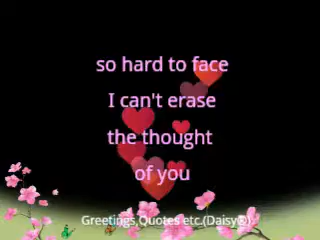 so hard to face
I can't erase
the thought
of you
Greetings,Quotes etc.(Daisy®)